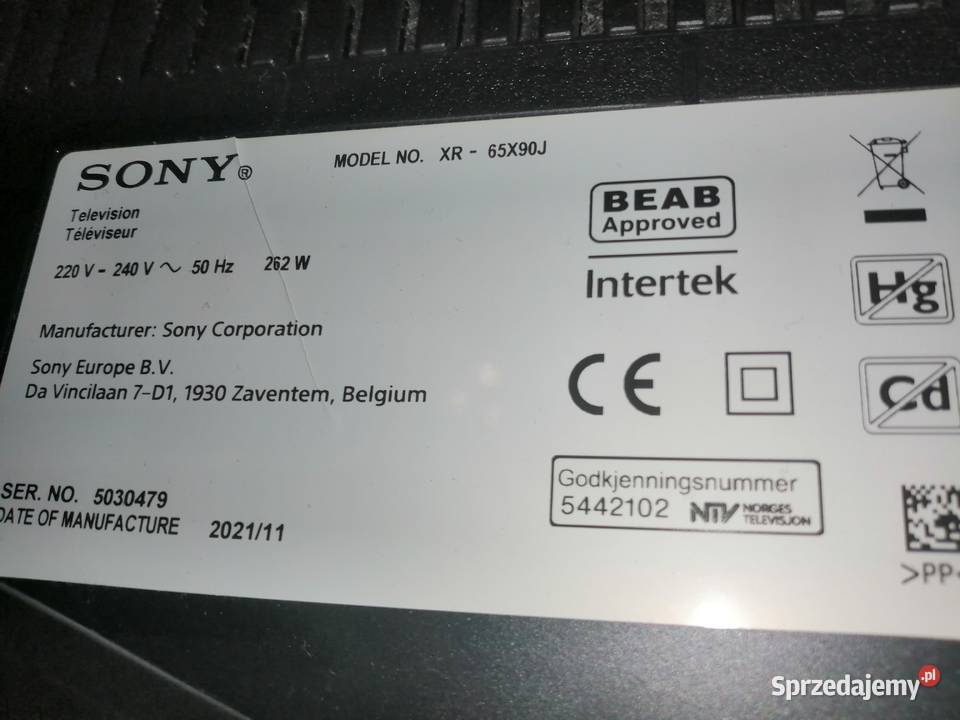 SONY®
MODEL NO. XR - 65X90J
Television
Téléviseur
220 V - 240 V ~ 50 Hz 262 W
Manufacturer: Sony Corporation
Sony Europe B.V.
Da Vincilaan 7-D1, 1930 Zaventem, Belgium
SER. NO. 5030479
DATE OF MANUFACTURE 2021/11
BEAB
Approved
Intertek
CE
Godkjenningsnummer
5442102 NTV NORGES
TELEVISJON
Hg
Cd
>PP<
Sprzedajemy.pl